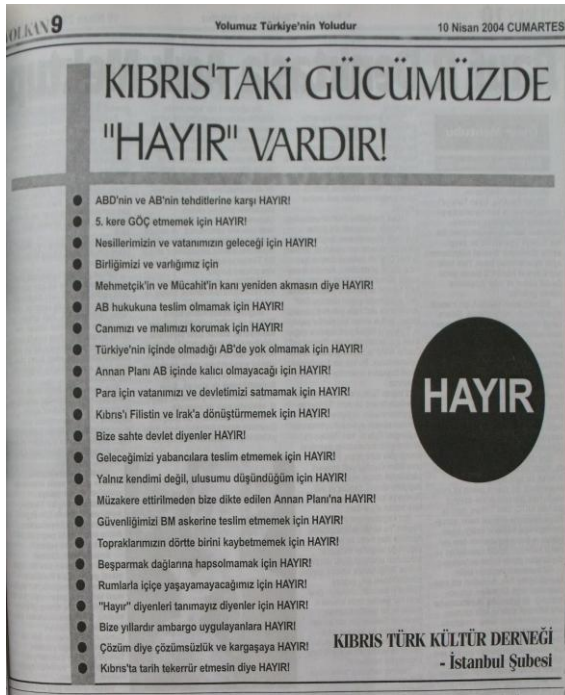 VOLKAN 9
Yolumuz Türkiye'nin Yoludur
10 Nisan 2004 CUMARTES
KIBRIS'TAKİ GÜCÜMÜZDE
"HAYIR" VARDIR!
ABD'nin ve AB'nin tehditlerine karşı HAYIR!
5. kere GÖÇ etmemek için HAYIR!
Nesillerimizin ve vatanımızın geleceği için HAYIR!
Birliğimizi ve varlığımız için
Mehmetçik'in ve Mücahit'in kanı yeniden akmasın diye HAYIR!
AB hukukuna teslim olmamak için HAYIR!
Canımızı ve malımızı korumak için HAYIR!
Türkiye'nin içinde olmadığı AB'de yok olmamak için HAYIR!
Annan Planı AB içinde kalıcı olmayacağı için HAYIR!
Para için vatanımızı ve devletimizi satmamak için HAYIR!
Kıbrıs'ı Filistin ve Irak'a dönüştürmemek için HAYIR!
Bize sahte devlet diyenler HAYIR!
Geleceğimizi yabancılara teslim etmemek için HAYIR!
Yalnız kendimi değil, ulusumu düşündüğüm için HAYIR!
Müzakere ettirilmeden bize dikte edilen Annan Planı'na HAYIR!
Güvenliğimizi BM askerine teslim etmemek için HAYIR!
Topraklarımızın dörtte birini kaybetmemek için HAYIR!
Beşparmak dağlarına hapsolmamak için HAYIR!
Rumlarla içiçe yaşayamayacağımız için HAYIR!
"Hayır" diyenleri tanımayız diyenler için HAYIR!
Bize yıllardır ambargo uygulayanlara HAYIR!
Çözüm diye çözümsüzlük ve kargaşaya HAYIR!
Kıbrıs'ta tarih tekerrür etmesin diye HAYIR!
HAYIR
KIBRIS TÜRK KÜLTÜR DERNEĞİ
- İstanbul Şubesi